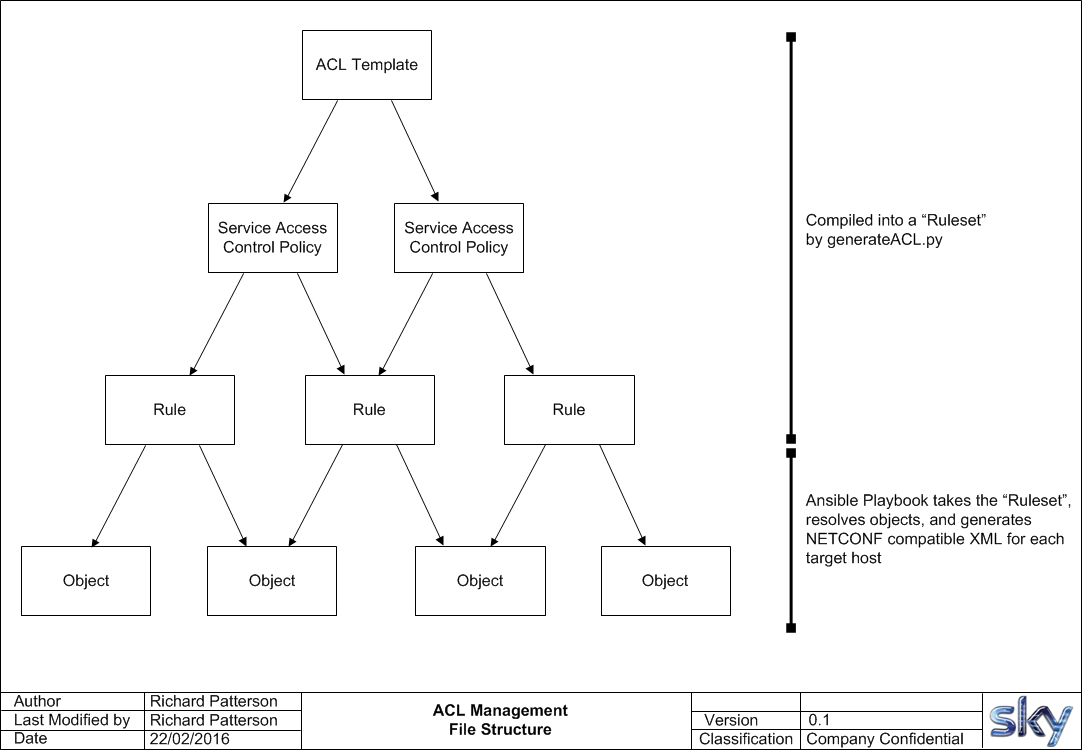 ACL Template
Service Access
Control Policy
Service Access
Control Policy
Compiled into a “Ruleset”
by generateACL.py
Rule
Rule
Rule
Ansible Playbook takes the “Ruleset”,
resolves objects, and generates
NETCONF compatible XML for each
target host
Object
Object
Object
Object
Author Richard Patterson
Last Modified by Richard Patterson
Date 22/02/2016
ACL Management
File Structure
Version 0.1
Classification Company Confidential
sky